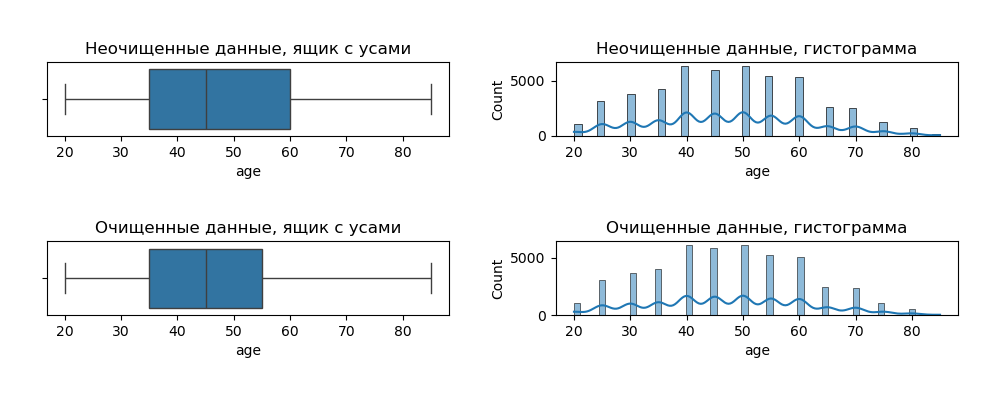 Неочищенные данные, ящик с усами
20 30 40 50 60 70 80
age
Неочищенные данные, гистограмма
Count
5000
0
20 30 40 50 60 70 80
age
Очищенные данные, ящик с усами
20 30 40 50 60 70 80
age
Очищенные данные, гистограмма
Count
5000
0
20 30 40 50 60 70 80
age